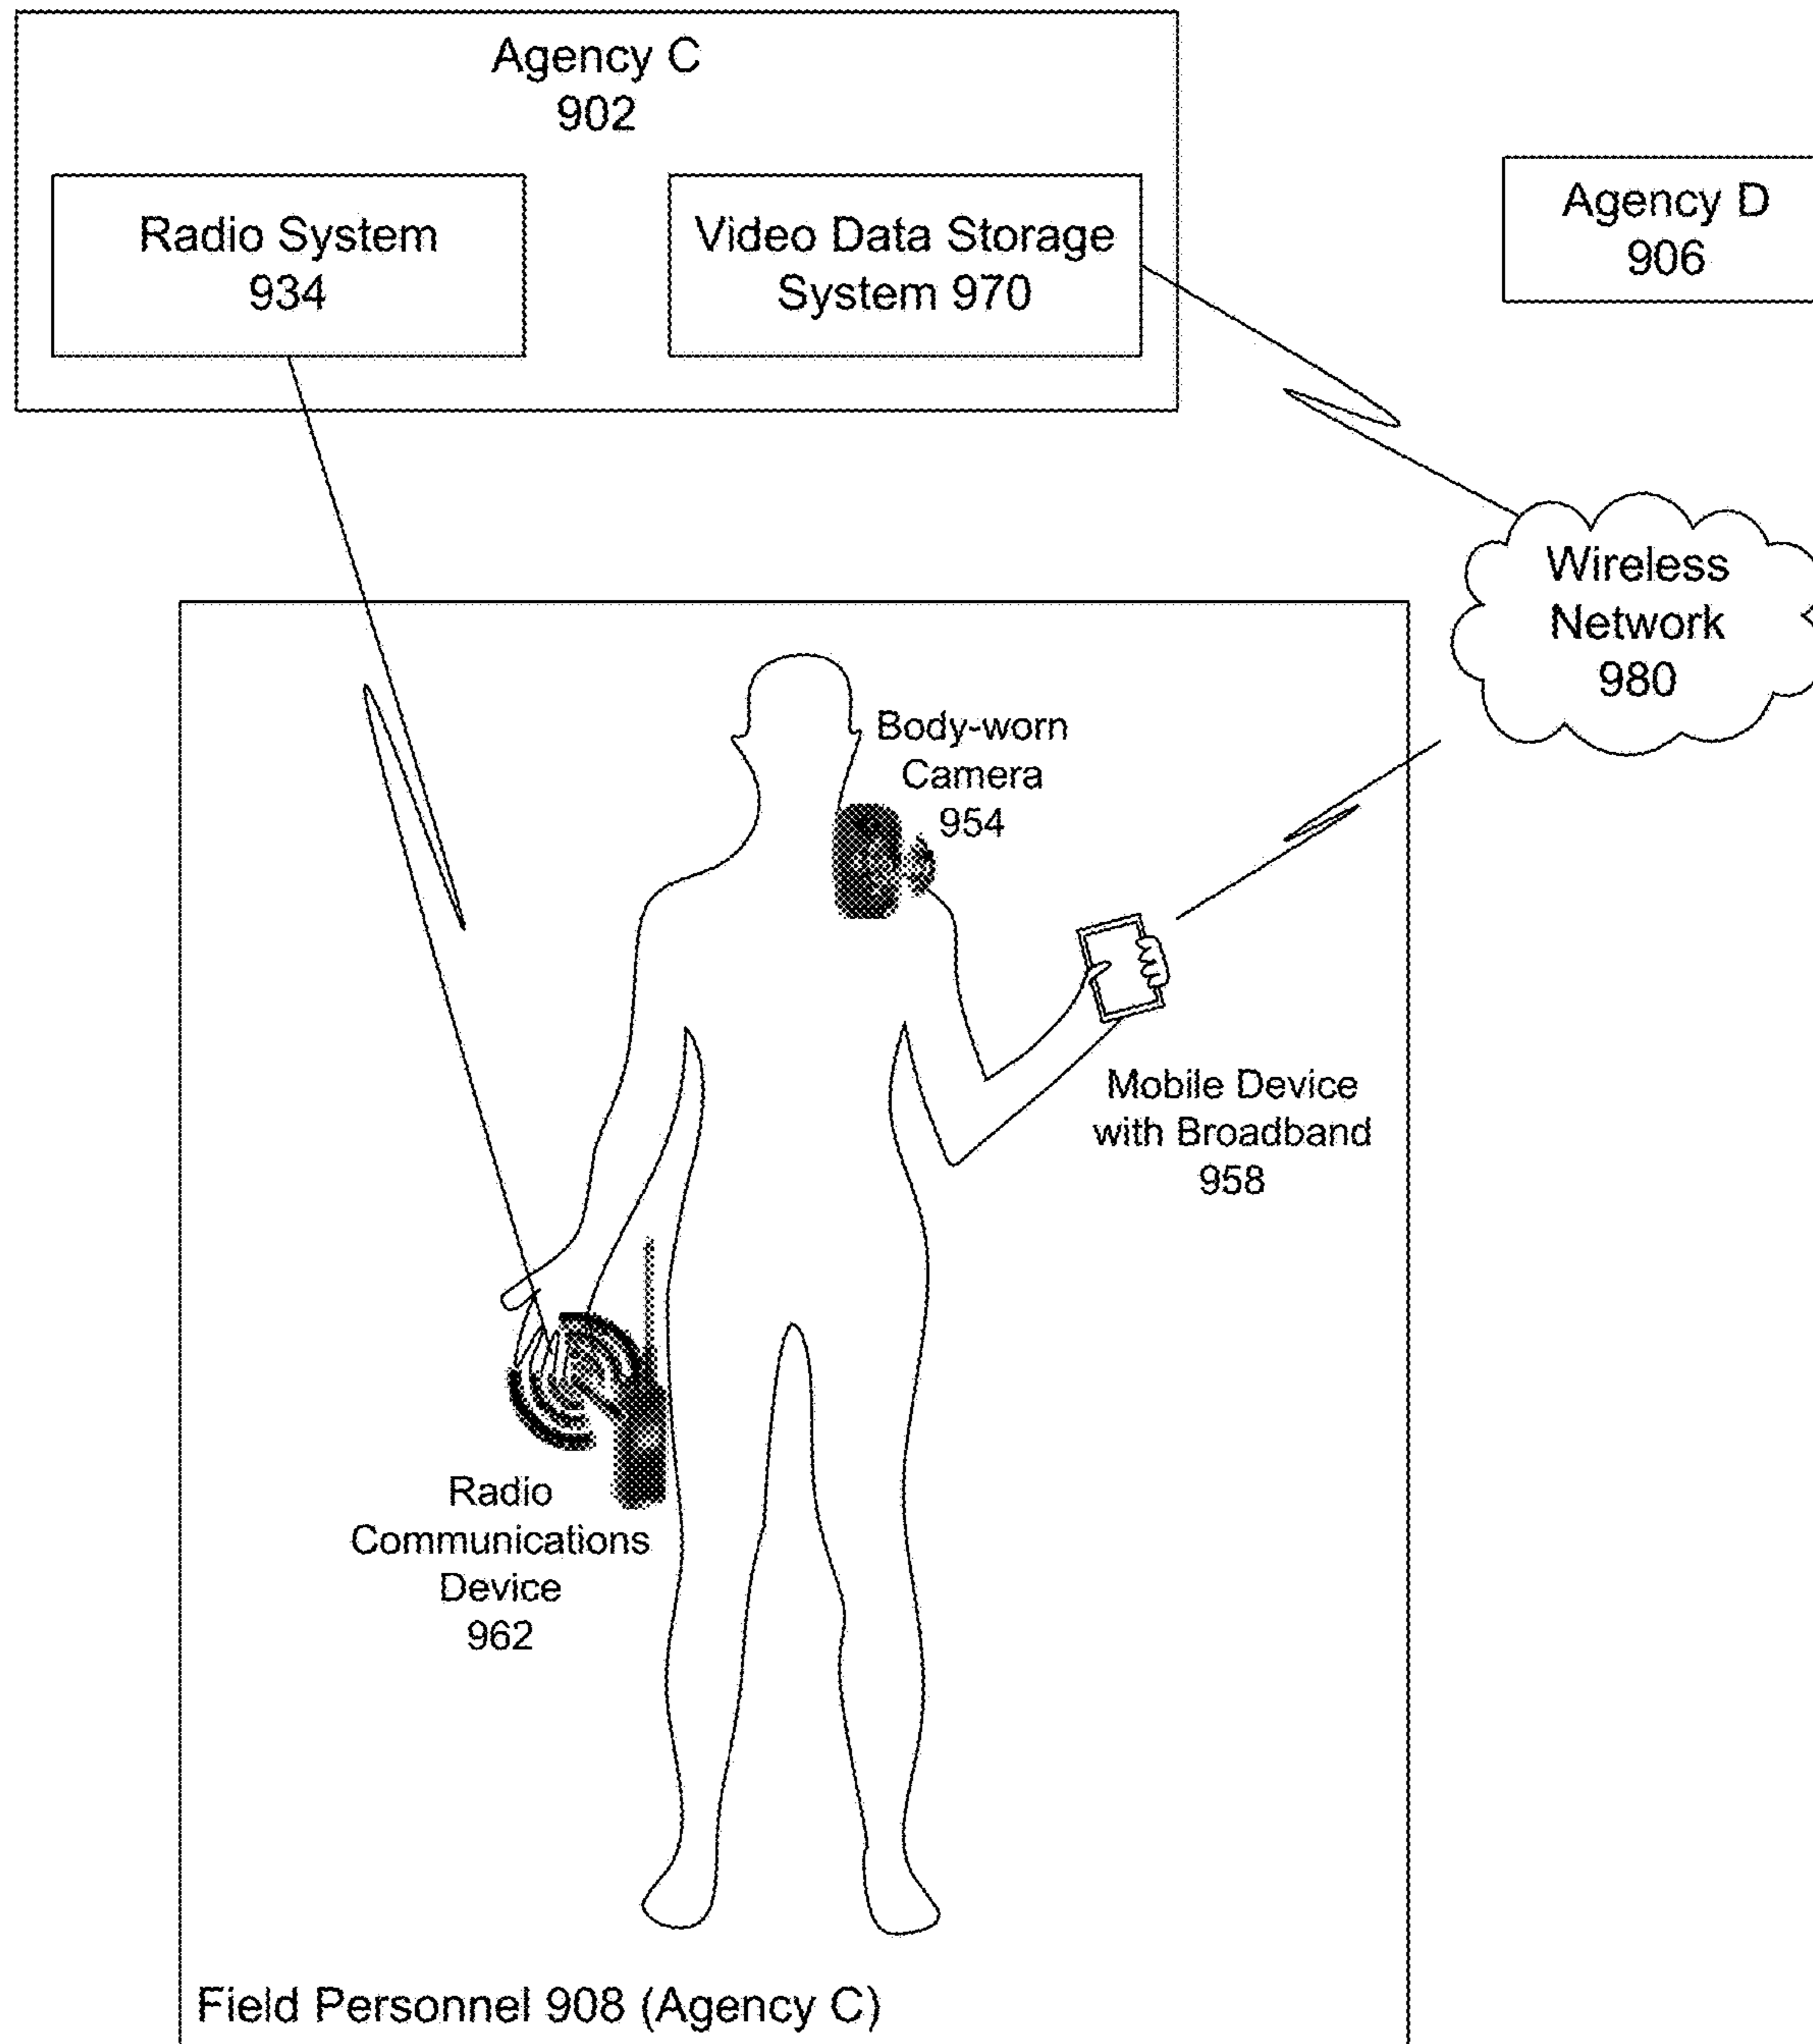 Agency C
902
Radio System
934
Video Data Storage
System 970
Agency D
906
Wireless
Network
980
Body-worn
Camera
954
Mobile Device
with Broadband
958
Radio
Communications
Device
962
Field Personnel 908 (Agency C)